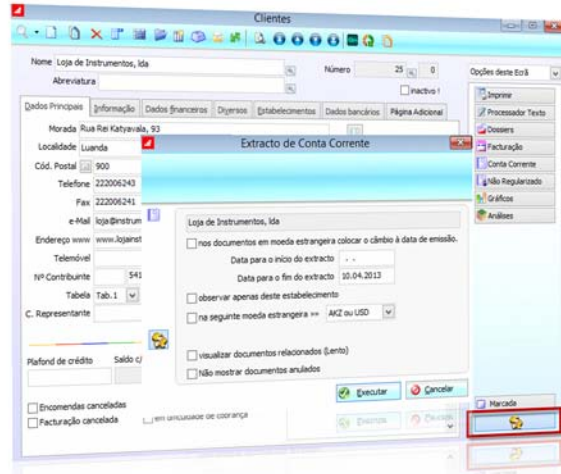 Clientes
Nome Loja de Instrumentos, lda Número 25 0 Opções deste Ecrã
Abreviatura inactivo !
Imprimir
Dados Principais Informação Dados financeiros Diversos Estabelecimentos Dados bancários Página Adicional
Processador Texto
Morada Rua Rei Katyavala, 93
Dossiers
Localidade Luanda
Facturação
Cód. Postal 900
Conta Corrente
Telefone 222006243
Não Regularizado
Fax 222006241
Gráficos
e-Mail loja@instrum
Análises
Endereço www www.lojainst
Telemóvel
Nº Contribuinte 541
Tabela Tab.1
C. Representante
Plafond de crédito Saldo c/
Encomendas canceladas
Facturação cancelada em dificuldade de cobrança
Marcada
Extracto de Conta Corrente
Loja de Instrumentos, lda
nos documentos em moeda estrangeira colocar o câmbio à data de emissão.
Data para o início do extracto . .
Data para o fim do extracto 10.04.2013
observar apenas deste estabelecimento
na seguinte moeda estrangeira »» AKZ ou USD
visualizar documentos relacionados (Lento)
Não mostrar documentos anulados
Executar Cancelar